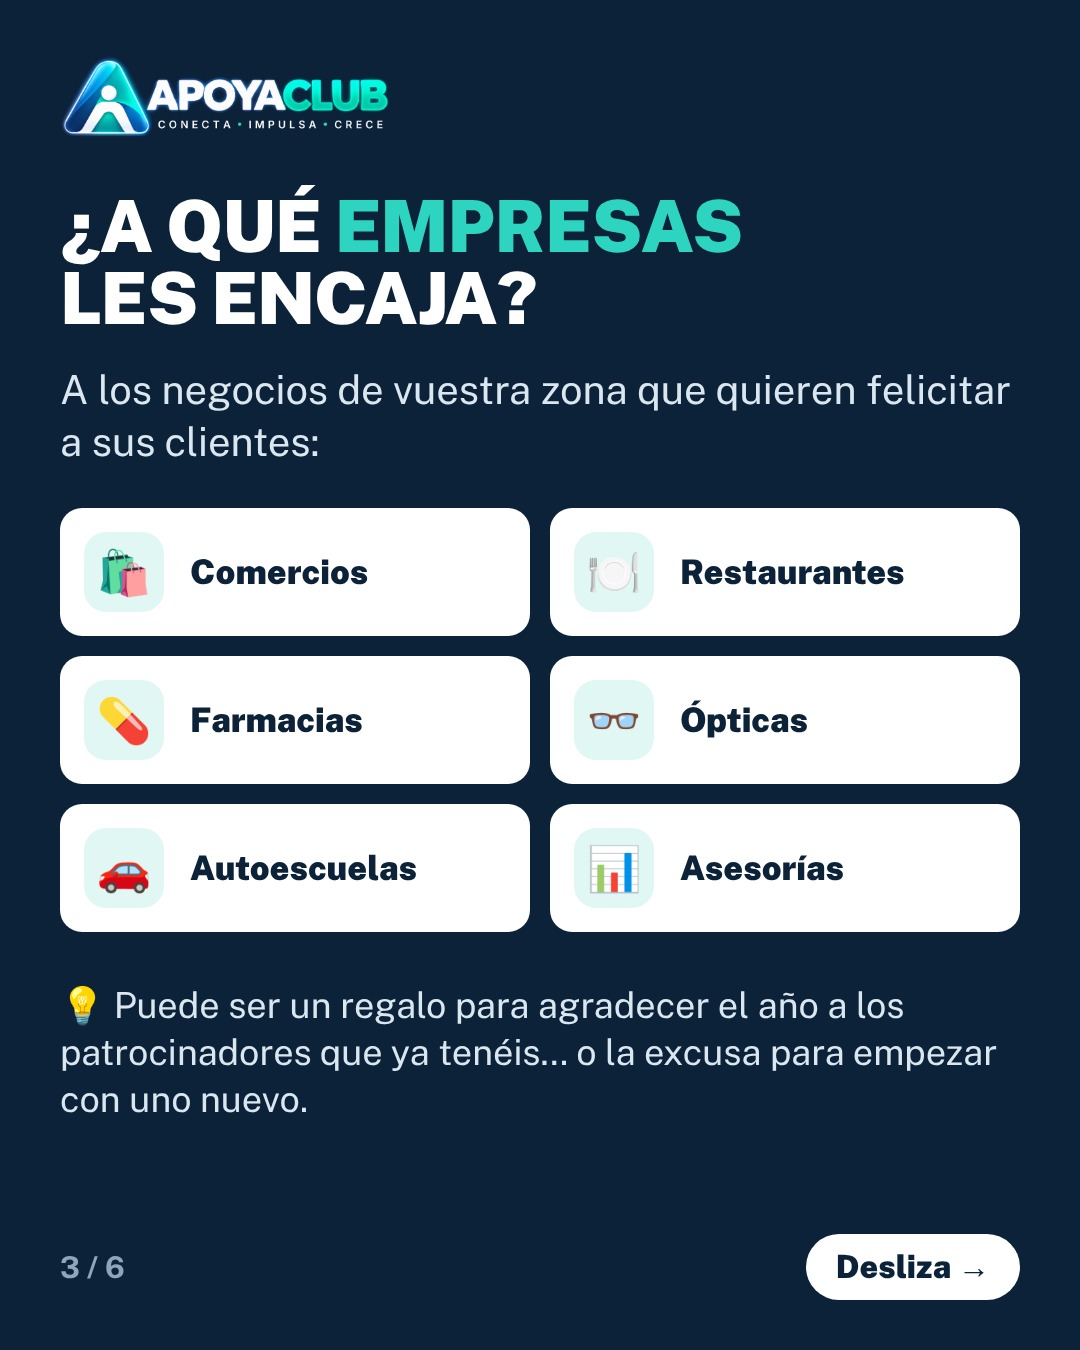 APOYACLUB
CONECTA • IMPULSA • CRECE
¿A QUÉ EMPRESAS
LES ENCAJA?
A los negocios de vuestra zona que quieren felicitar
a sus clientes:
Comercios
Restaurantes
Farmacias
Ópticas
Autoescuelas
Asesorías
💡 Puede ser un regalo para agradecer el año a los
patrocinadores que ya tenéis... o la excusa para empezar
con uno nuevo.
3 / 6
Desliza →